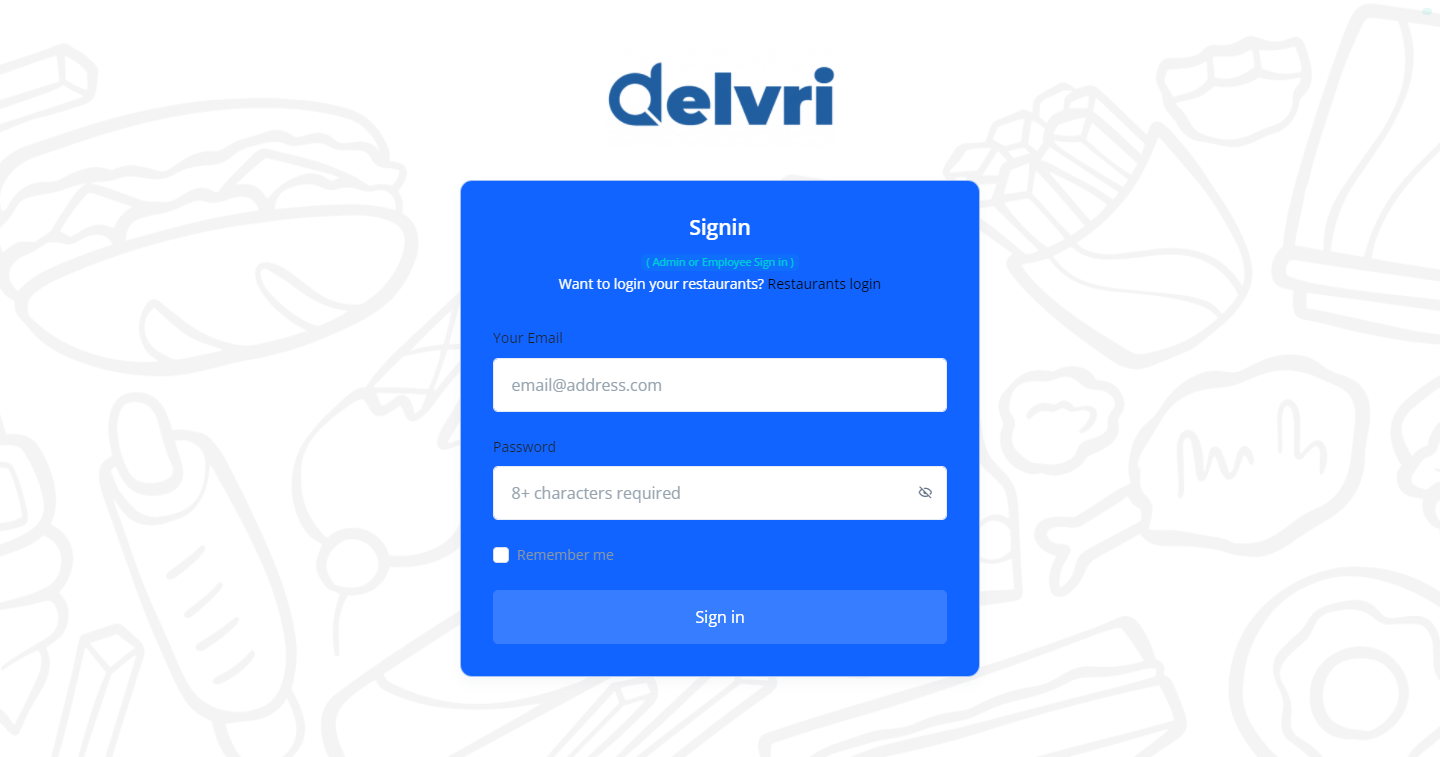 delvri
Signin
( Admin or Employee Sign in )
Want to login your restaurants? Restaurants login
Your Email
email@address.com
Password
8+ characters required
Remember me
Sign in